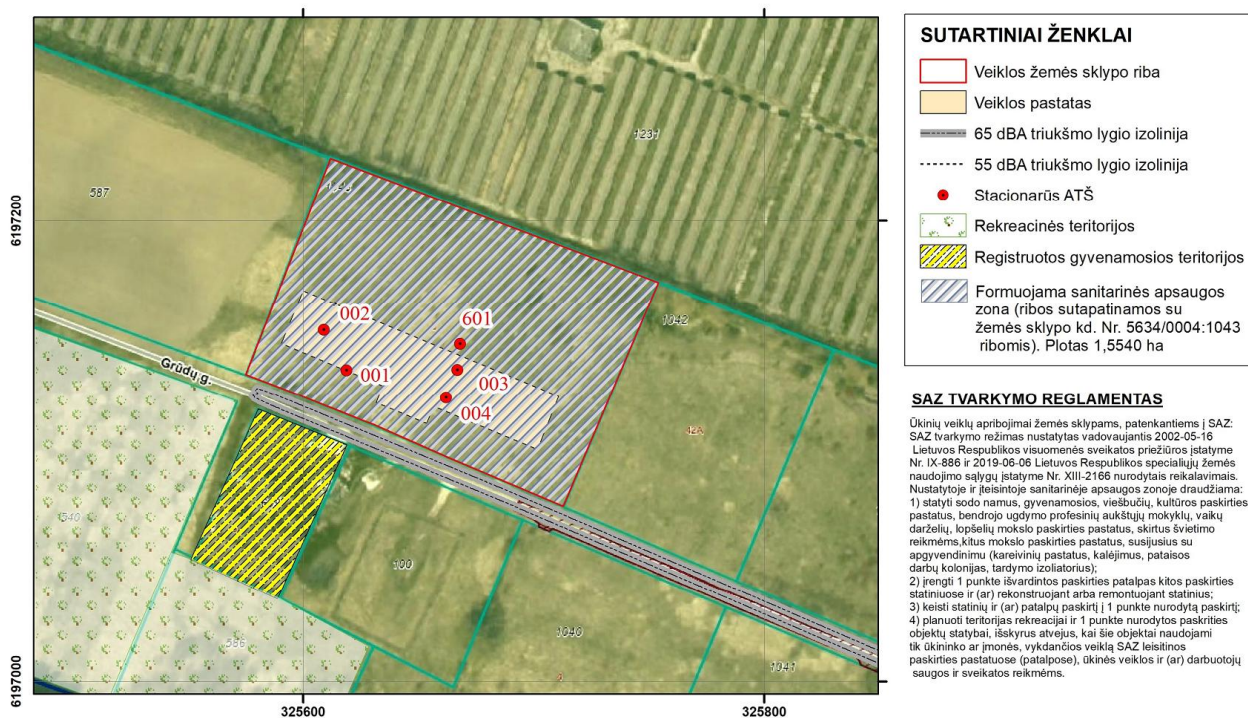 1231
587
1043
6197200
002
601
1042
001
003
Grūdų g.
004
42A
100
586
1040
1041
6197000
325600
325800
SUTARTINIAI ŽENKLAI
Veiklos žemės sklypo riba
Veiklos pastatas
65 dBA triukšmo lygio izolinija
55 dBA triukšmo lygio izolinija
Stacionarūs ATŠ
Rekreacinės teritorijos
Registruotos gyvenamosios teritorijos
Formuojama sanitarinės apsaugos
zona (ribos sutapatinamos su
žemės sklypo kd. Nr. 5634/0004:1043
ribomis). Plotas 1,5540 ha
SAZ TVARKYMO REGLAMENTAS
Ūkinių veiklų apribojimai žemės sklypams, patenkantiems į SAZ:
SAZ tvarkymo režimas nustatytas vadovaujantis 2002-05-16
Lietuvos Respublikos visuomenės sveikatos priežiūros įstatyme
Nr. IX-886 ir 2019-06-06 Lietuvos Respublikos specialiųjų žemės
naudojimo sąlygų įstatyme Nr. XIII-2166 nurodytais reikalavimais.
Nustatytoje ir įteisintoje sanitarinėje apsaugos zonoje draudžiama:
1) statyti sodo namus, gyvenamosios, viešbučių, kultūros paskirties
pastatus, bendrojo ugdymo profesinių aukštųjų mokyklų, vaikų
darželių, lopšelių mokslo paskirties pastatus, skirtus švietimo
reikmėms,kitus mokslo paskirties pastatus, susijusius su
apgyvendinimu (kareivinių pastatus, kalėjimus, pataisos
darbų kolonijas, tardymo izoliatorius);
2) įrengti 1 punkte išvardintos paskirties patalpas kitos paskirties
statiniuose ir (ar) rekonstruojant arba remontuojant statinius;
3) keisti statinių ir (ar) patalpų paskirtį į 1 punkte nurodytą paskirtį;
4) planuoti teritorijas rekreacijai ir 1 punkte nurodytos paskrities
objektų statybai, išskyrus atvejus, kai šie objektai naudojami
tik ūkininko ar įmonės, vykdančios veiklą SAZ leisitinos
paskirties pastatuose (patalpose), ūkinės veiklos ir (ar) darbuotojų
saugos ir sveikatos reikmėms.